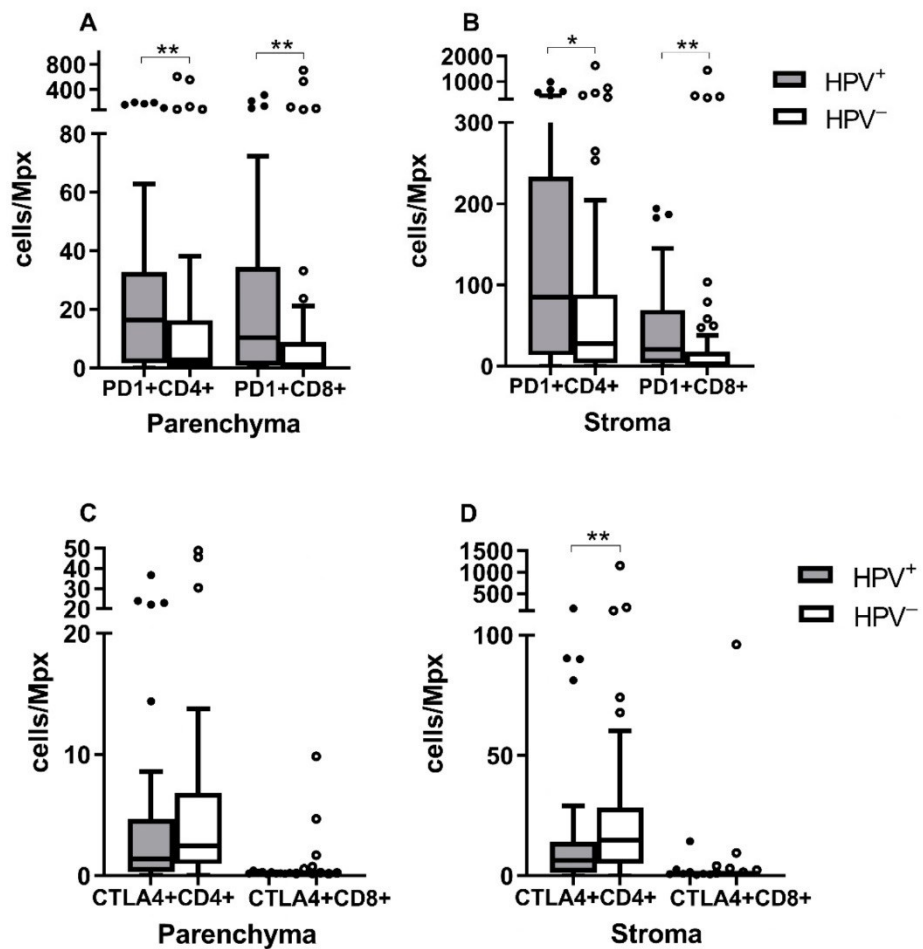 A
**
**
800
400
80
60
40
20
0
cells/Mpx
PD1+CD4+ PD1+CD8+
Parenchyma
B
*
**
2000
1000
300
200
100
0
cells/Mpx
PD1+CD4+ PD1+CD8+
Stroma
HPV⁺
HPV⁻
C
50
40
30
20
20
10
0
cells/Mpx
CTLA4+CD4+ CTLA4+CD8+
Parenchyma
D
**
1500
1000
500
100
50
0
cells/Mpx
CTLA4+CD4+ CTLA4+CD8+
Stroma
HPV⁺
HPV⁻